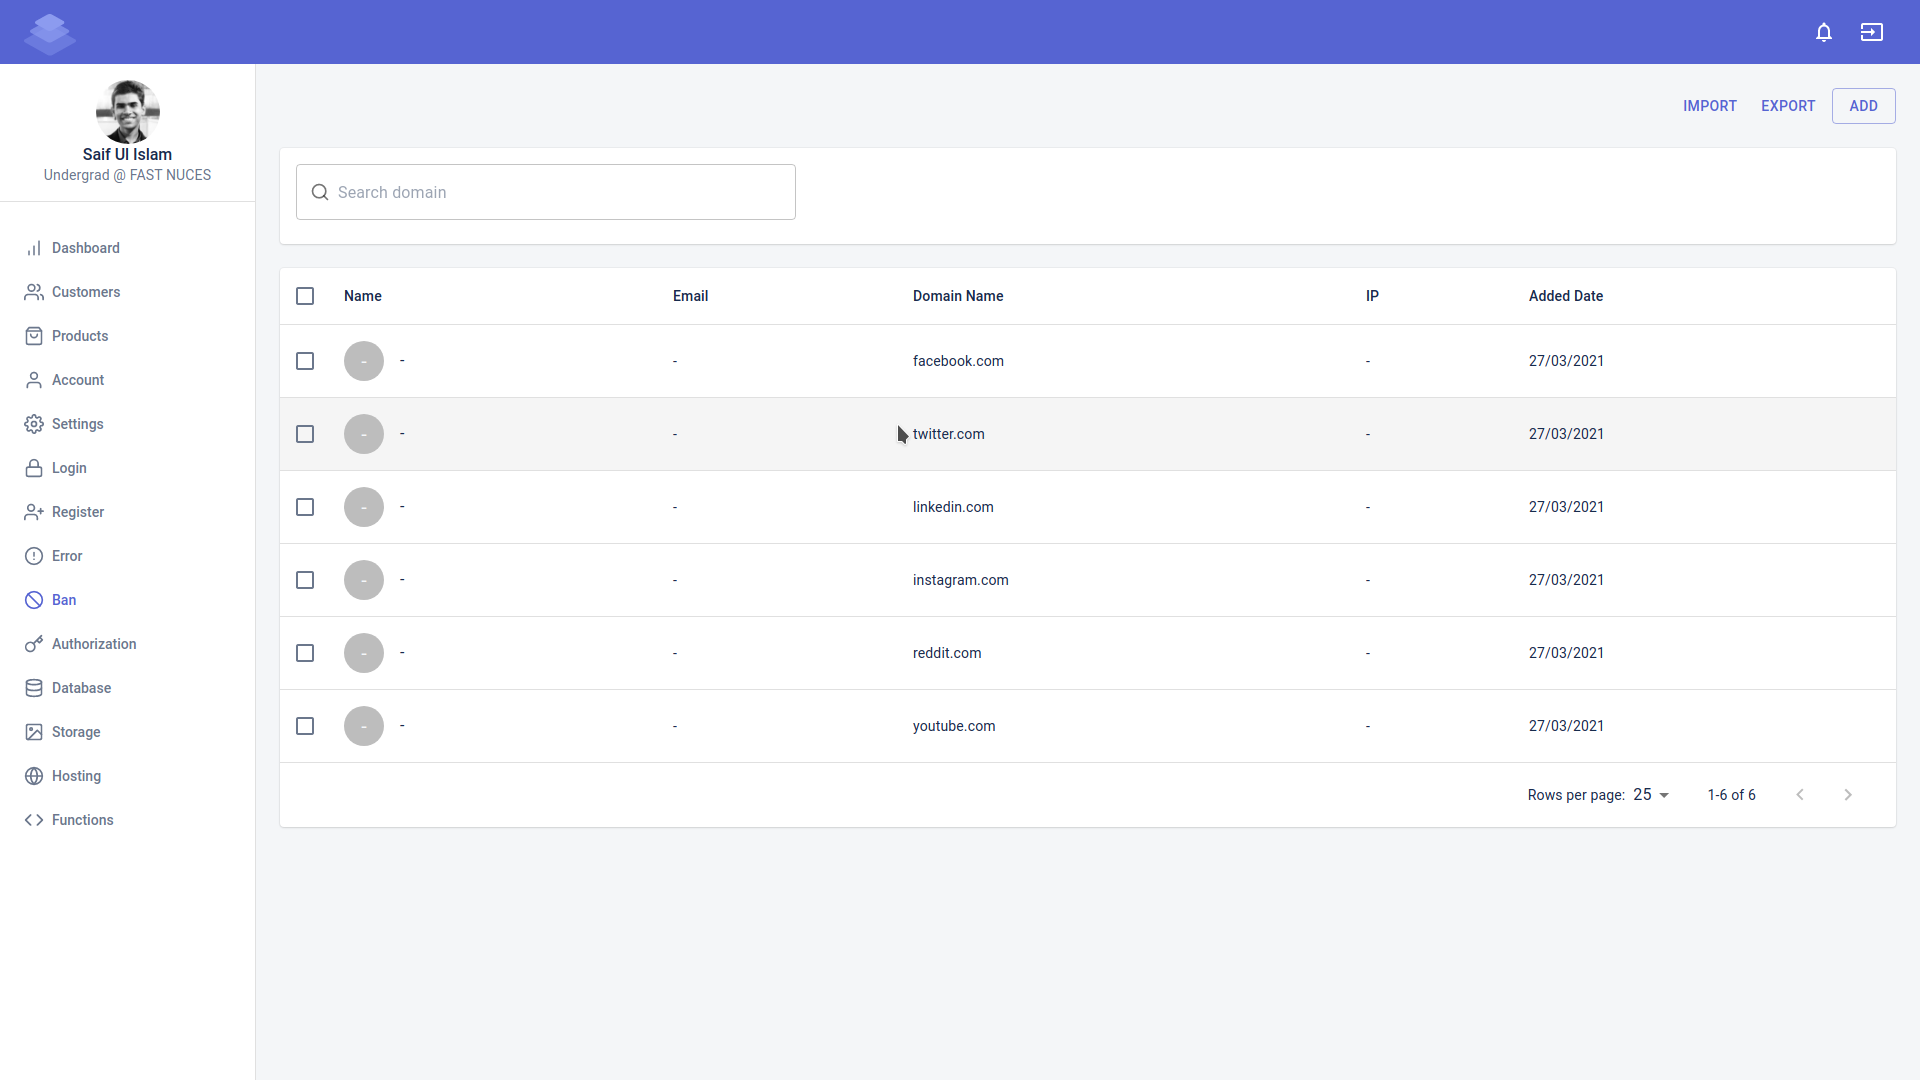 IMPORT EXPORT ADD
Saif Ul Islam
Undergrad @ FAST NUCES
Dashboard
Customers
Products
Account
Settings
Login
Register
Error
Ban
Authorization
Database
Storage
Hosting
Functions
Search domain
Name Email Domain Name IP Added Date
- - - facebook.com - 27/03/2021
- - - twitter.com - 27/03/2021
- - - linkedin.com - 27/03/2021
- - - instagram.com - 27/03/2021
- - - reddit.com - 27/03/2021
- - - youtube.com - 27/03/2021
Rows per page: 25 1-6 of 6